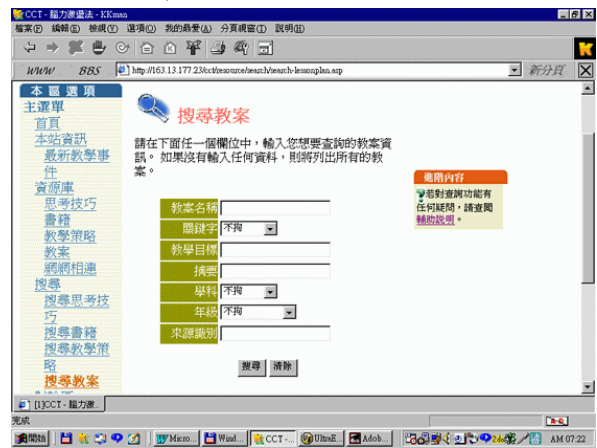 CCT - 腦力激盪法 - KKman
檔案(F) 編輯(E) 檢視(V) 選項(O) 我的最愛(A) 分頁視窗(T) 說明(H)
WWW BBS http://163.13.177.23/cct/resource/search/search-lessonplan.asp 新分頁
本區選項
主選單
首頁
本站資訊
最新教學事
件
資源庫
思考技巧
書籍
教學策略
教案
網網相連
搜尋
搜尋思考技
巧
搜尋書籍
搜尋教學策
略
搜尋教案
搜尋教案
請在下面任一個欄位中，輸入您想要查詢的教案資
訊。如果沒有輸入任何資料，則將列出所有的教
案。
教案名稱
關鍵字 不拘
教學目標
摘要
學科 不拘
年級 不拘
來源識別
搜尋 清除
進階內容
若對查詢功能有
任何疑問，請查閱
輔助說明。
[1]CCT - 腦力激..
完成
開始 Micro... Wind... CCT -... UltraE... Adob... AM 07:22